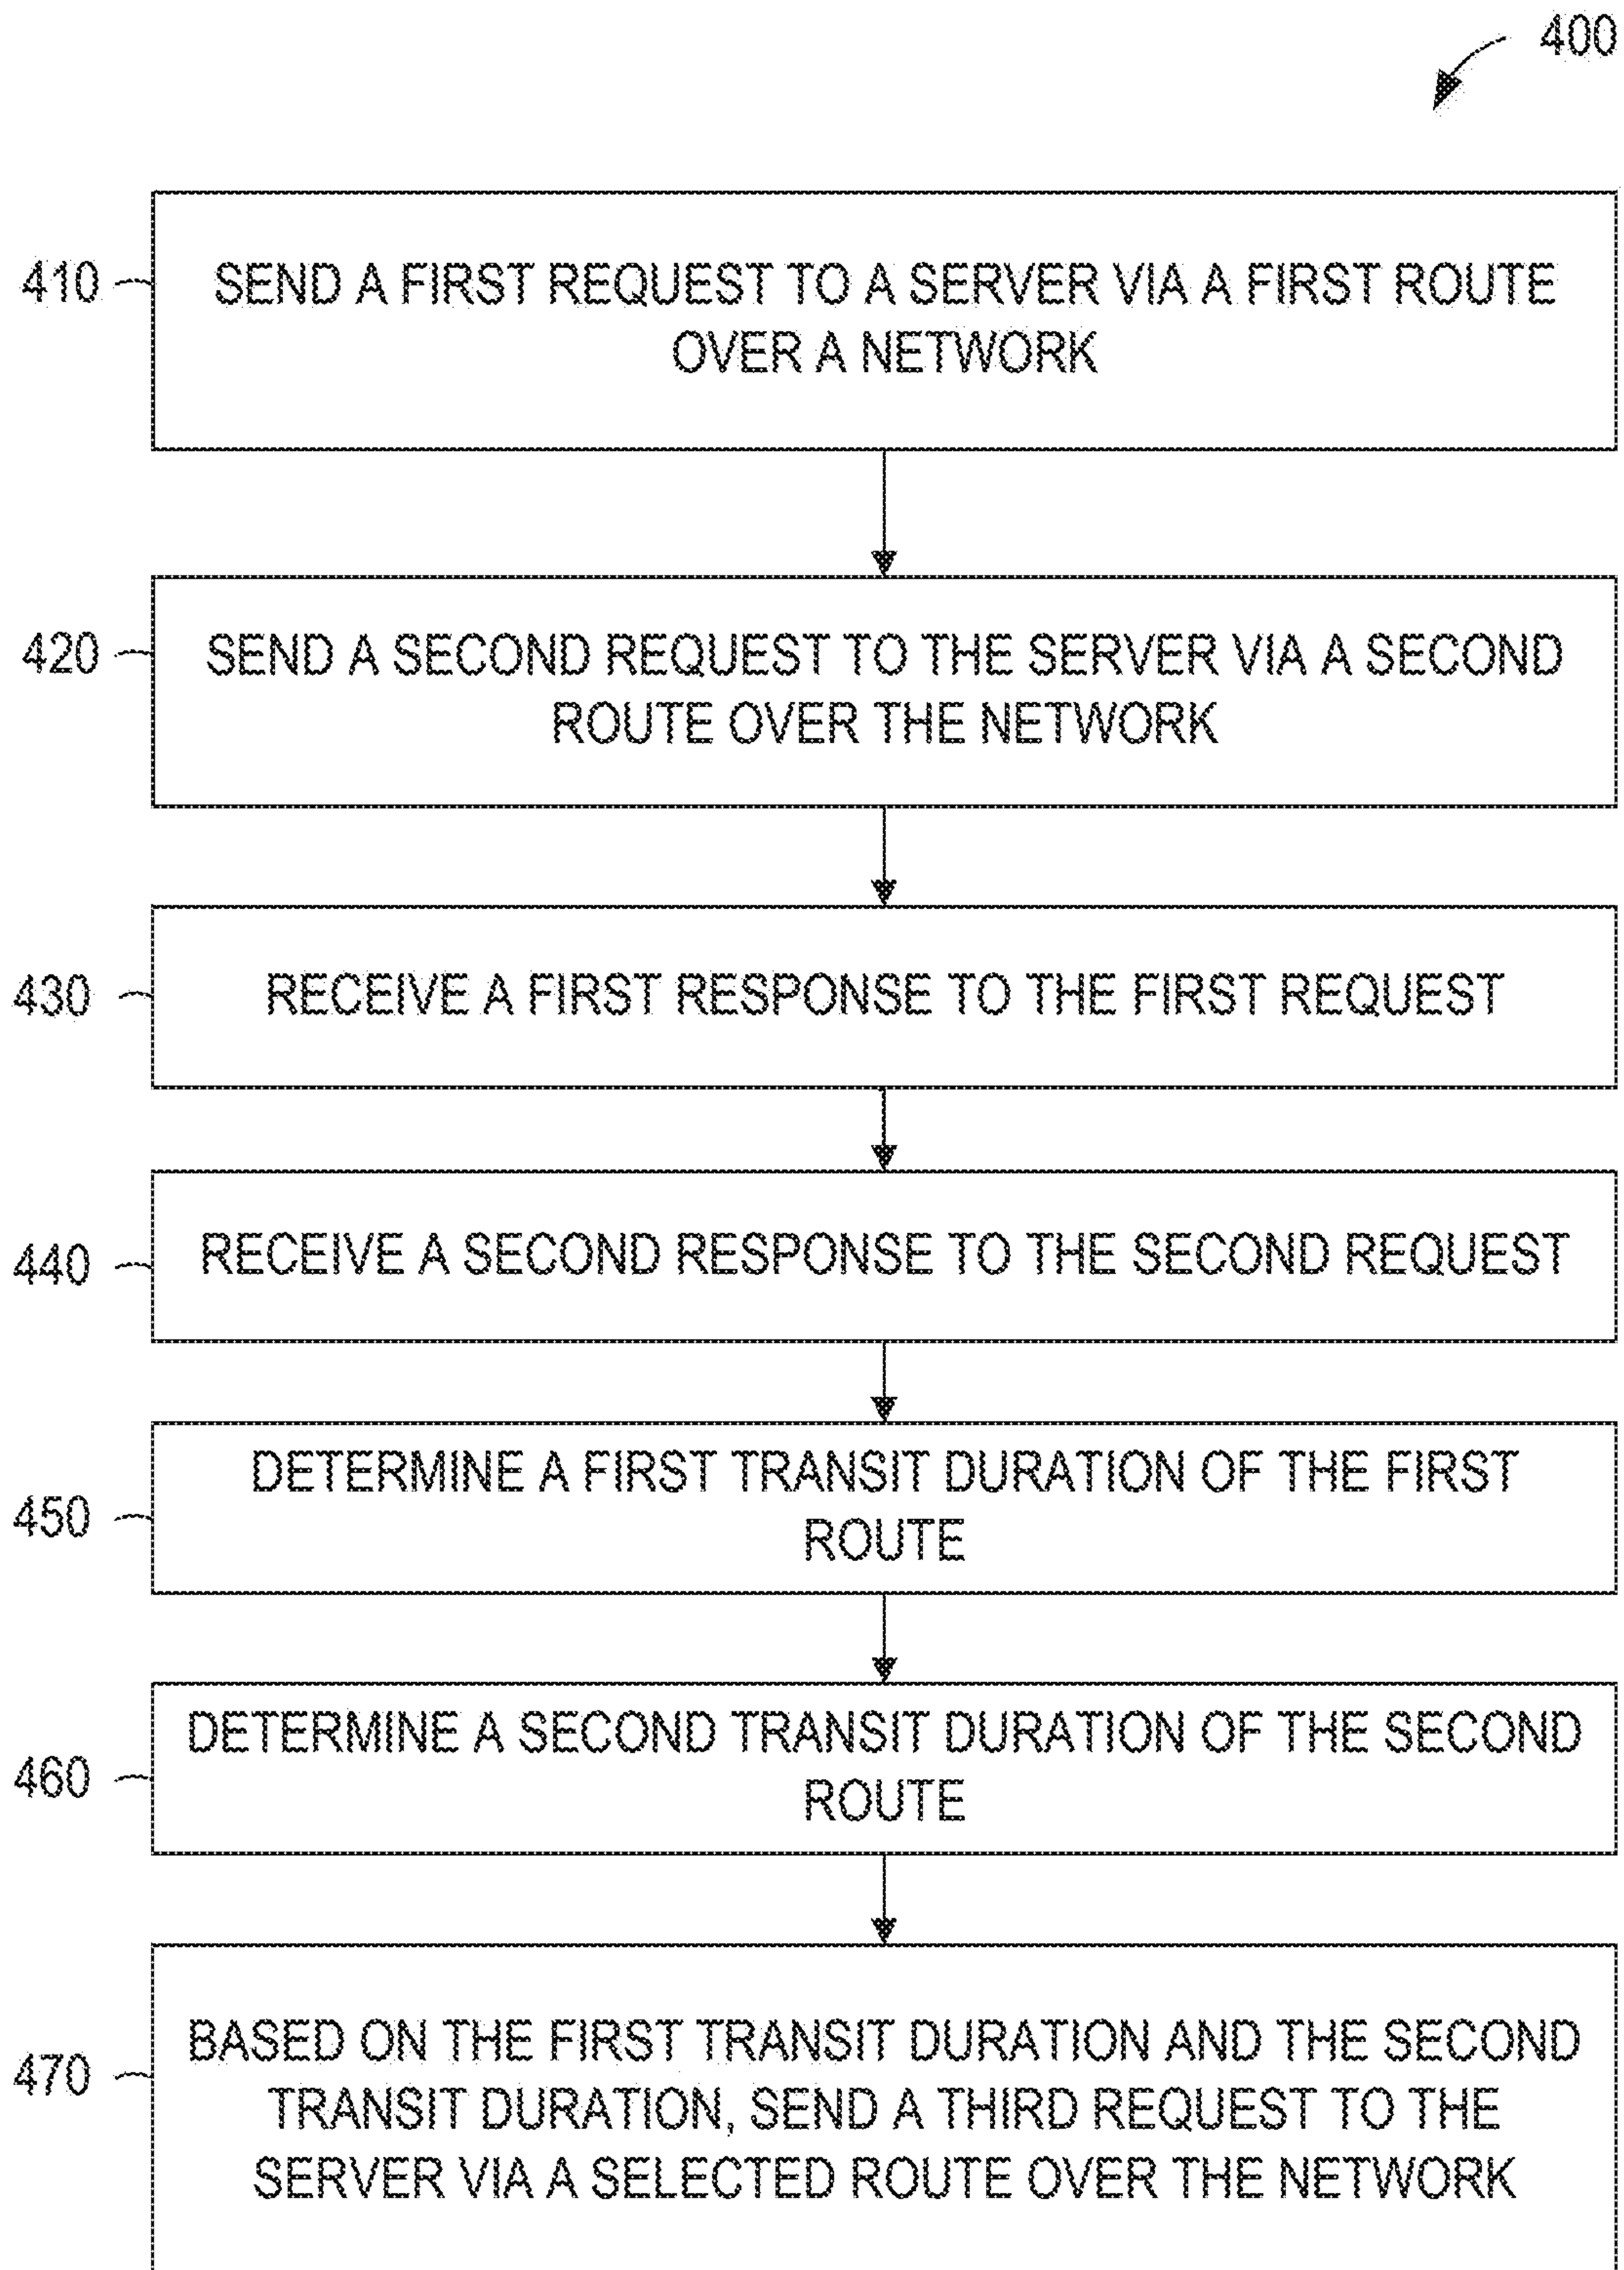 400
410
SEND A FIRST REQUEST TO A SERVER VIA A FIRST ROUTE
OVER A NETWORK
420
SEND A SECOND REQUEST TO THE SERVER VIA A SECOND
ROUTE OVER THE NETWORK
430
RECEIVE A FIRST RESPONSE TO THE FIRST REQUEST
440
RECEIVE A SECOND RESPONSE TO THE SECOND REQUEST
450
DETERMINE A FIRST TRANSIT DURATION OF THE FIRST
ROUTE
460
DETERMINE A SECOND TRANSIT DURATION OF THE SECOND
ROUTE
470
BASED ON THE FIRST TRANSIT DURATION AND THE SECOND
TRANSIT DURATION, SEND A THIRD REQUEST TO THE
SERVER VIA A SELECTED ROUTE OVER THE NETWORK